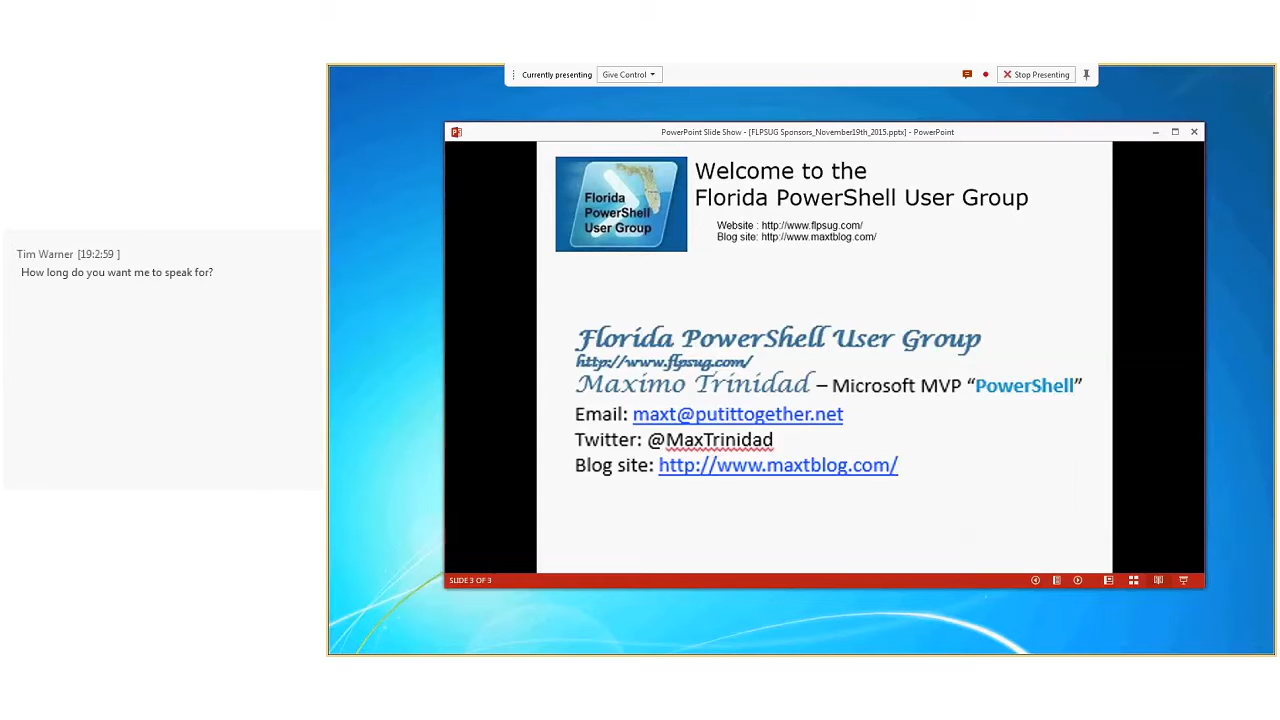 Currently presenting
Give Control
Stop Presenting
PowerPoint Slide Show - [FLPSUG Sponsors_November19th_2015.pptx] - PowerPoint
Florida
PowerShell
User Group
Welcome to the
Florida PowerShell User Group
Website : http://www.flpsug.com/
Blog site: http://www.maxtblog.com/
Tim Warner [19:2:59 ]
How long do you want me to speak for?
Florida PowerShell User Group
http://www.flpsug.com/
Maximo Trinidad – Microsoft MVP “PowerShell”
Email: maxt@putittogether.net
Twitter: @MaxTrinidad
Blog site: http://www.maxtblog.com/
SLIDE 3 OF 3